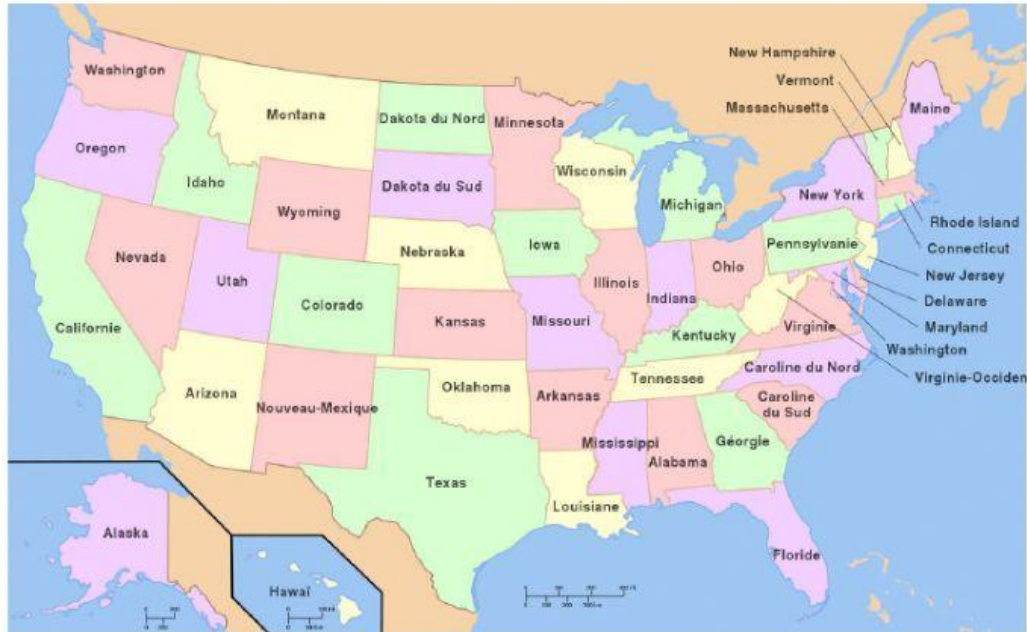 New Hampshire
Vermont
Massachusetts
Washington
Montana
Dakota du Nord
Minnesota
Maine
Oregon
Idaho
Wisconsin
Dakota du Sud
Michigan
New York
Wyoming
Rhode Island
Nebraska
Iowa
Pennsylvanie
Connecticut
Nevada
Utah
Illinois
Indiana
Ohio
New Jersey
Colorado
Delaware
Californie
Kansas
Missouri
Kentucky
Virginie
Maryland
Washington
Arizona
Oklahoma
Tennessee
Caroline du Nord
Virginie-Occiden
Nouveau-Mexique
Arkansas
Caroline
du Sud
Mississippi
Alabama
Géorgie
Texas
Louisiane
Alaska
Floride
Hawaï